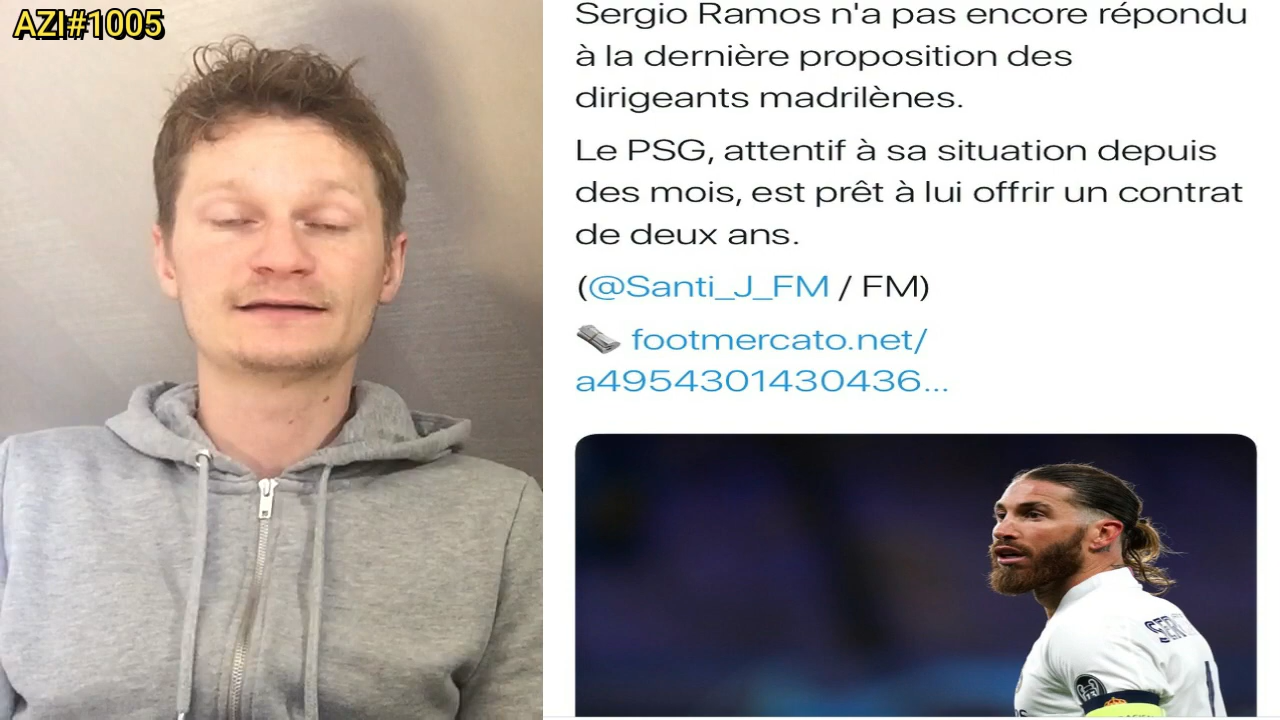 AZI#1005
Sergio Ramos n'a pas encore répondu
à la dernière proposition des
dirigeants madrilènes.
Le PSG, attentif à sa situation depuis
des mois, est prêt à lui offrir un contrat
de deux ans.
(@Santi_J_FM / FM)
footmercato.net/
a4954301430436...